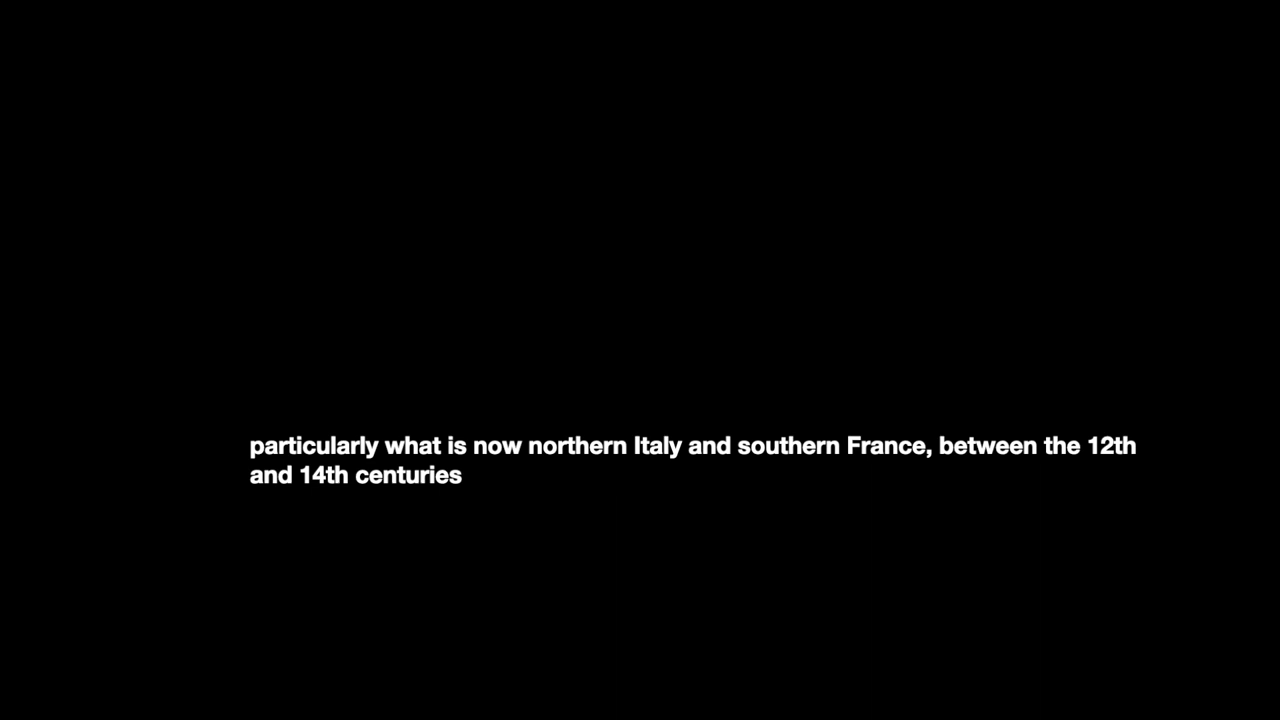 particularly what is now northern Italy and southern France, between the 12th
and 14th centuries